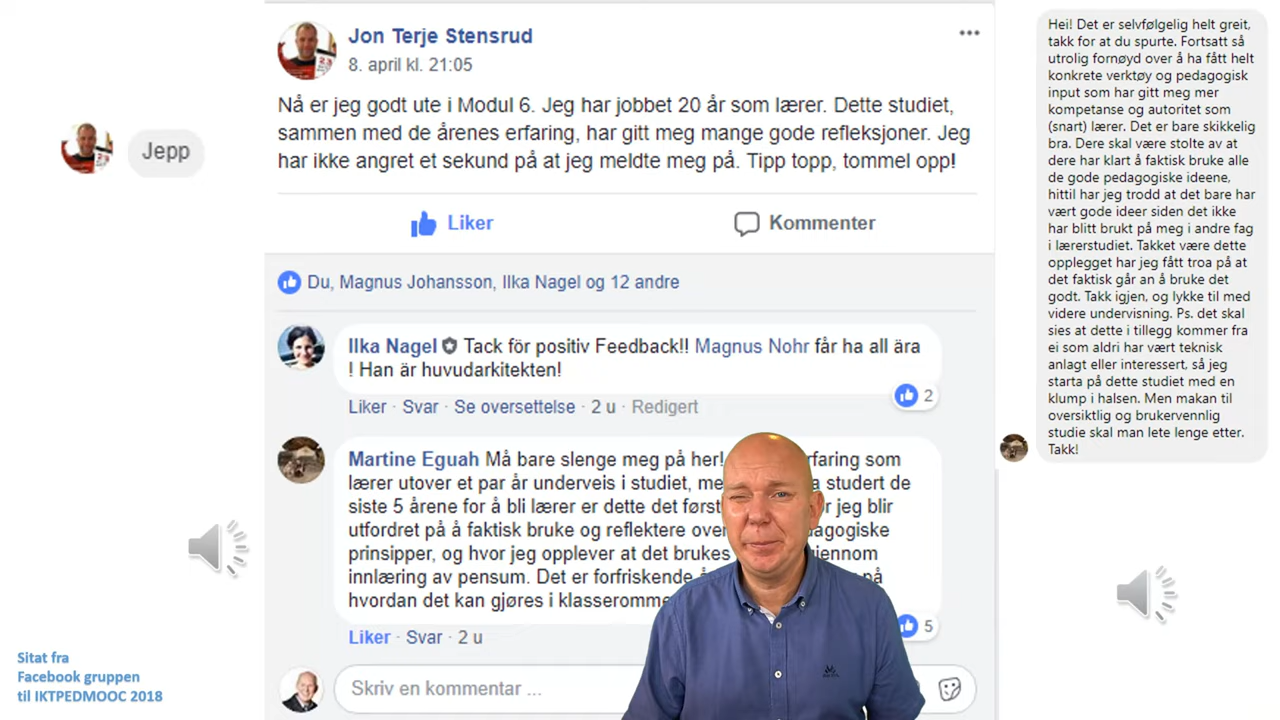 Jepp
Jon Terje Stensrud
8. april kl. 21:05
Nå er jeg godt ute i Modul 6. Jeg har jobbet 20 år som lærer. Dette studiet,
sammen med de årenes erfaring, har gitt meg mange gode refleksjoner. Jeg
har ikke angret et sekund på at jeg meldte meg på. Tipp topp, tommel opp!
Liker
Kommenter
Du, Magnus Johansson, Ilka Nagel og 12 andre
Ilka Nagel Tack för positiv Feedback!! Magnus Nohr får ha all ära
! Han är huvudarkitekten!
Liker · Svar · Se oversettelse · 2 u · Redigert
2
Martine Eguah Må bare slenge meg på her! rfaring som
lærer utover et par år underveis i studiet, me a studert de
siste 5 årene for å bli lærer er dette det først r jeg blir
utfordret på å faktisk bruke og reflektere over dagogiske
prinsipper, og hvor jeg opplever at det brukes jennom
innlæring av pensum. Det er forfriskende å på
hvordan det kan gjøres i klasseromme
Liker · Svar · 2 u
5
Skriv en kommentar ...
Hei! Det er selvfølgelig helt greit,
takk for at du spurte. Fortsatt så
utrolig fornøyd over å ha fått helt
konkrete verktøy og pedagogisk
input som har gitt meg mer
kompetanse og autoritet som
(snart) lærer. Det er bare skikkelig
bra. Dere skal være stolte av at
dere har klart å faktisk bruke alle
de gode pedagogiske ideene,
hittil har jeg trodd at det bare har
vært gode ideer siden det ikke
har blitt brukt på meg i andre fag
i lærerstudiet. Takket være dette
opplegget har jeg fått troa på at
det faktisk går an å bruke det
godt. Takk igjen, og lykke til med
videre undervisning. Ps. det skal
sies at dette i tillegg kommer fra
ei som aldri har vært teknisk
anlagt eller interessert, så jeg
starta på dette studiet med en
klump i halsen. Men makan til
oversiktlig og brukervennlig
studie skal man lete lenge etter.
Takk!
Sitat fra
Facebook gruppen
til IKTPEDMOOC 2018